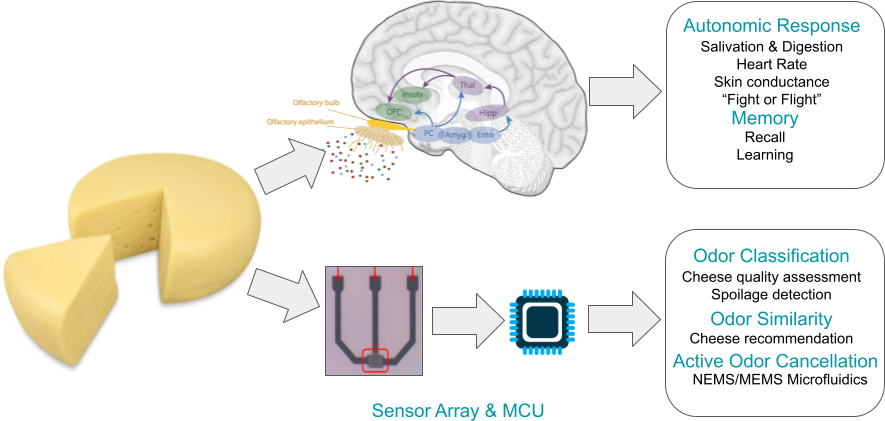 Autonomic Response
Salivation & Digestion
Heart Rate
Skin conductance
“Fight or Flight”
Memory
Recall
Learning
Thal
Insula
Olfactory bulb
OFC
Hipp
Olfactory epithelium
PC
Amyg
Ento
Odor Classification
Cheese quality assessment
Spoilage detection
Odor Similarity
Cheese recommendation
Active Odor Cancellation
NEMS/MEMS Microfluidics
Sensor Array & MCU